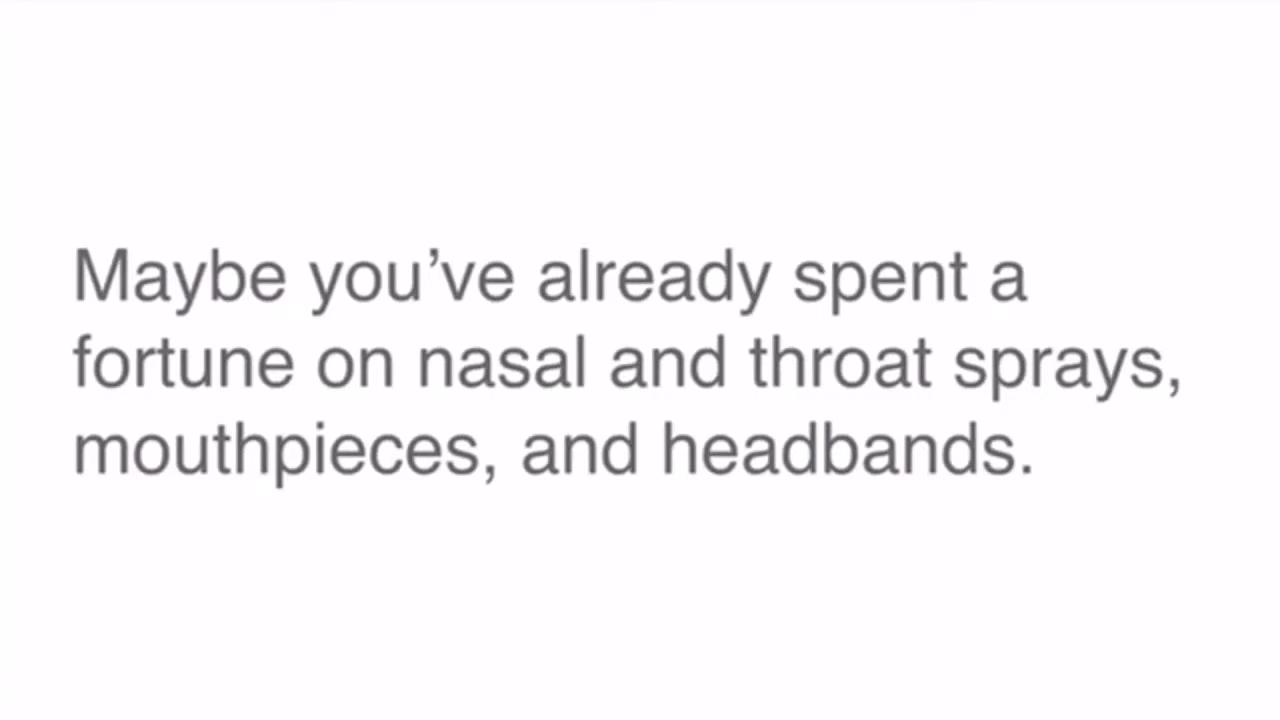 Maybe you’ve already spent a
fortune on nasal and throat sprays,
mouthpieces, and headbands.